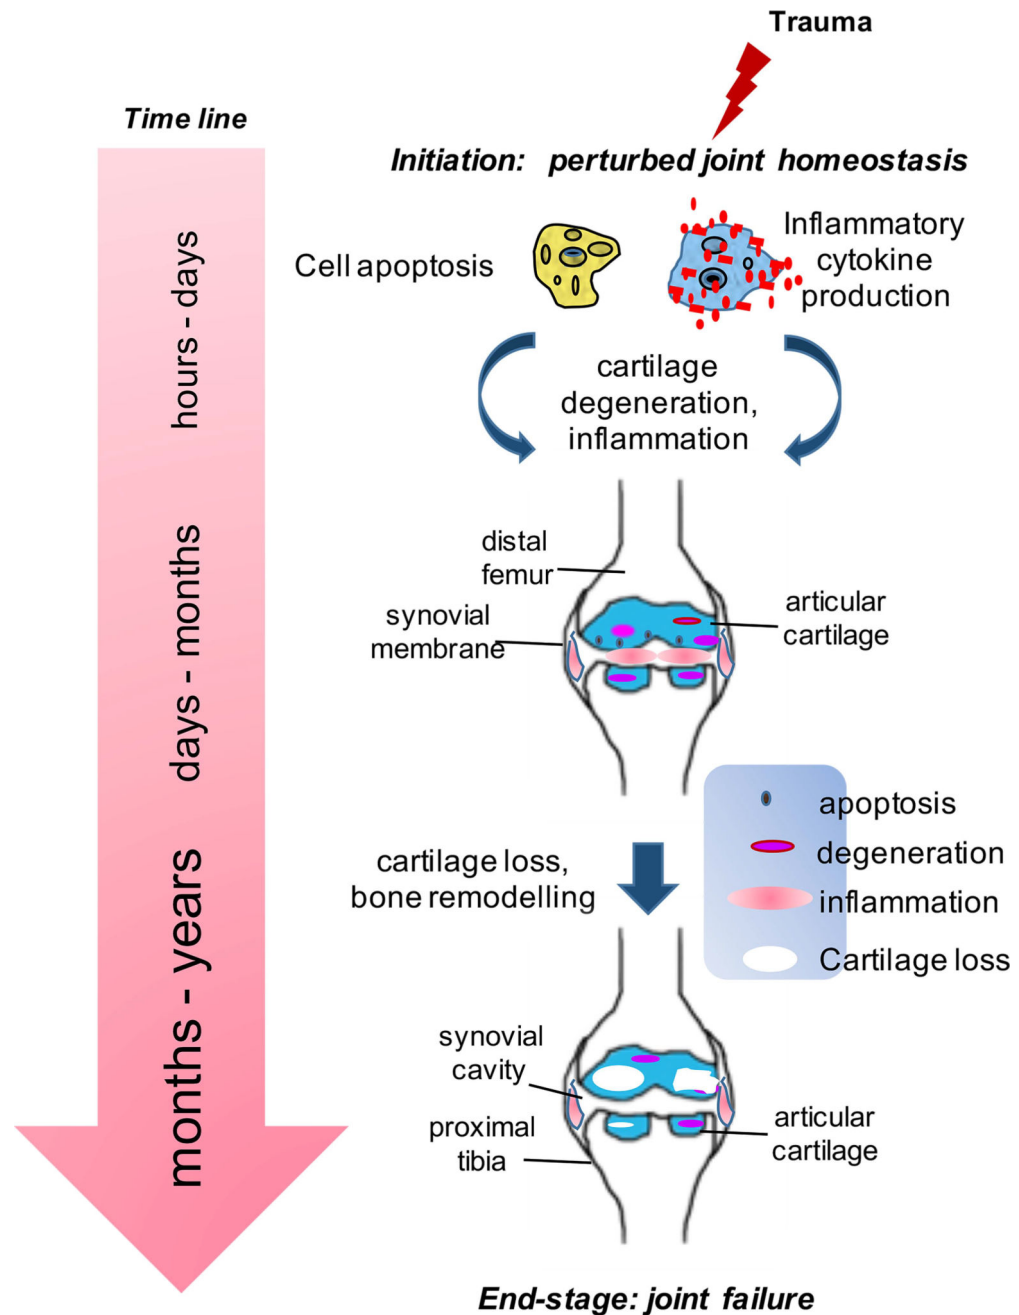 Trauma
Time line
Initiation: perturbed joint homeostasis
Cell apoptosis
Inflammatory
cytokine
production
hours - days
cartilage
degeneration,
inflammation
days - months
distal
femur
synovial
membrane
articular
cartilage
apoptosis
degeneration
inflammation
Cartilage loss
cartilage loss,
bone remodelling
months - years
synovial
cavity
proximal
tibia
articular
cartilage
End-stage: joint failure